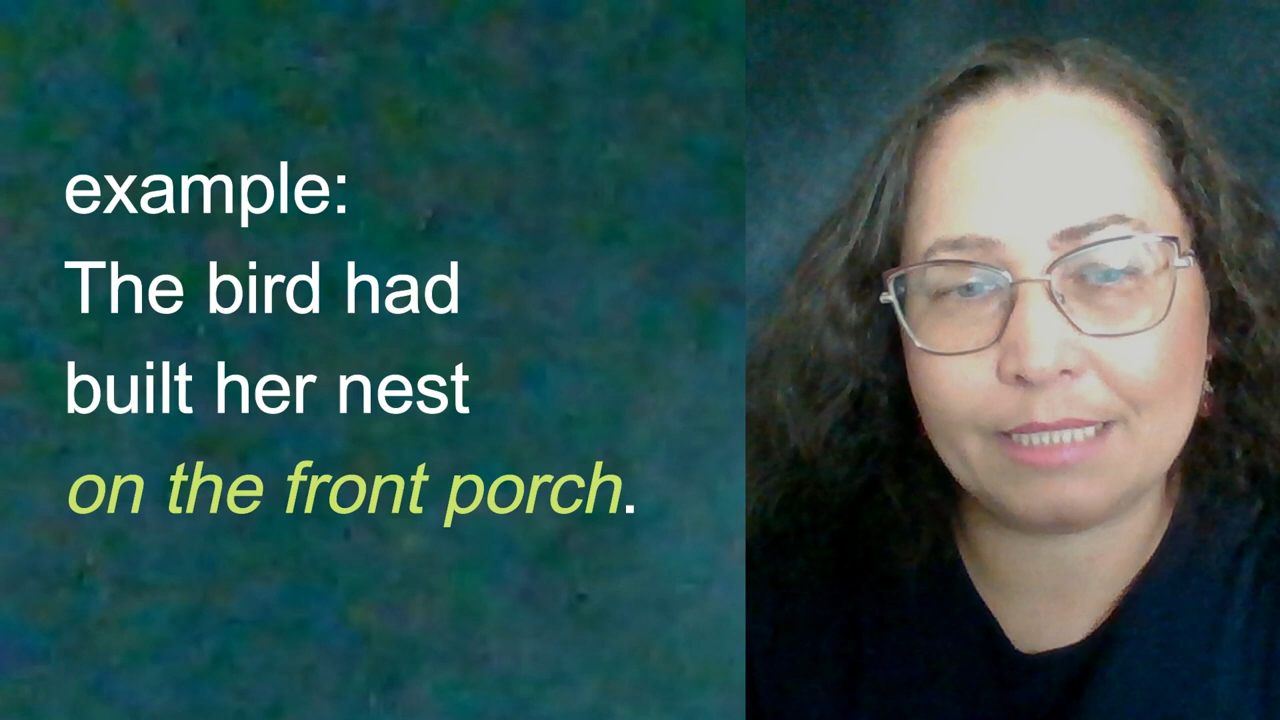 example:
The bird had
built her nest
on the front porch.